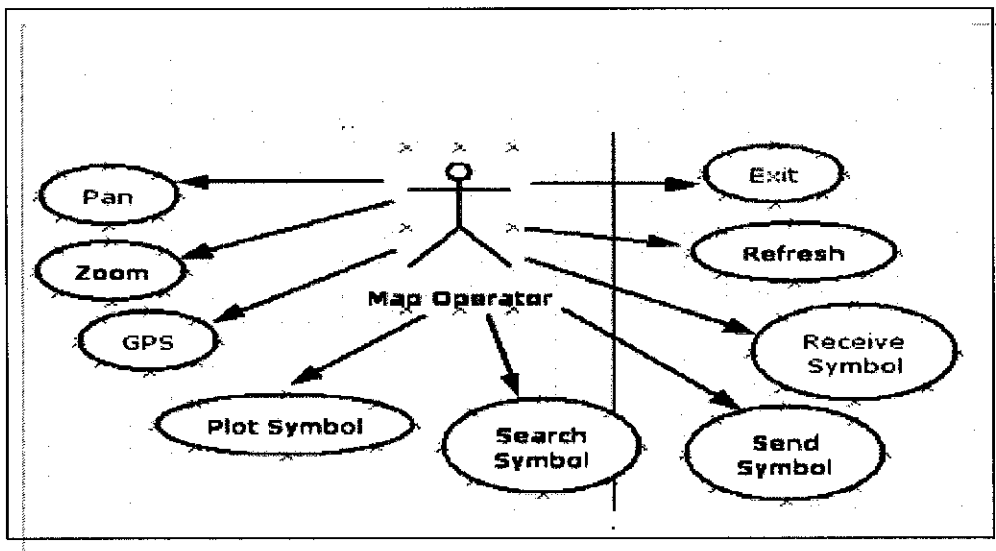 Pan
Exit
Zoom
Refresh
Map Operator
GPS
Receive
Symbol
Plot Symbol
Search
Symbol
Send
Symbol